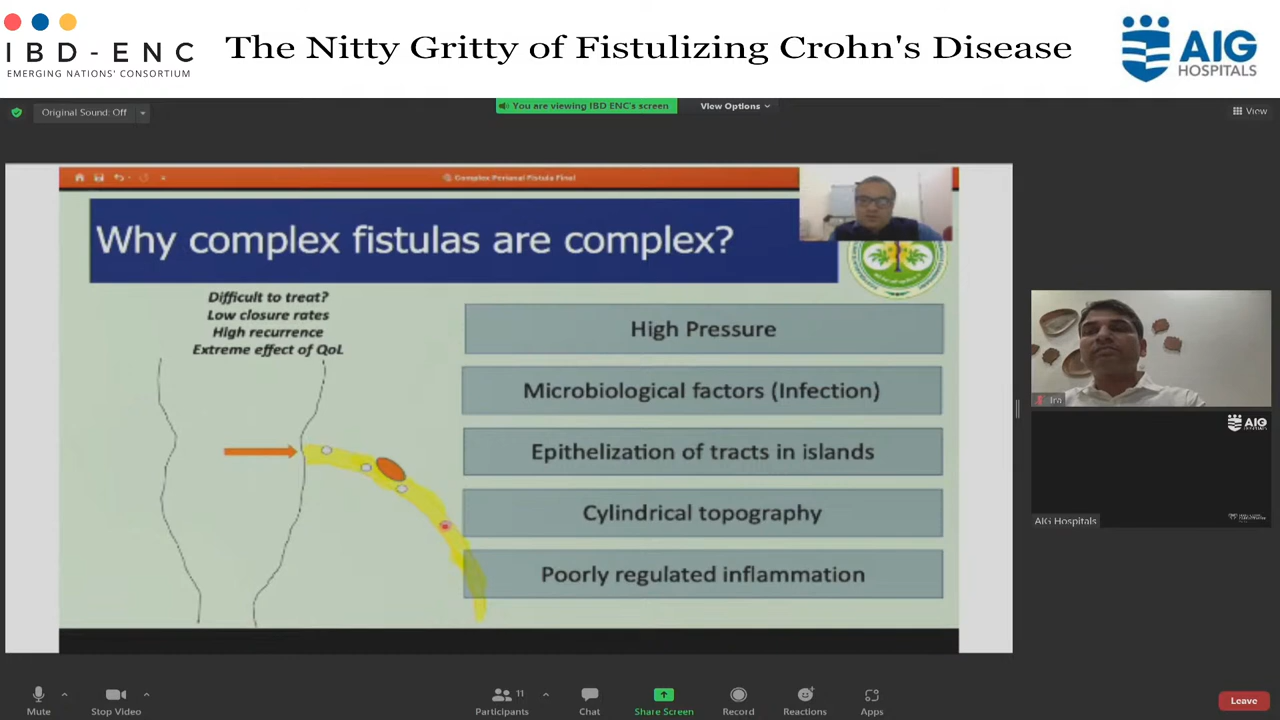 IBD-ENC
EMERGING NATIONS' CONSORTIUM
The Nitty Gritty of Fistulizing Crohn's Disease
AIG
HOSPITALS
Original Sound: Off
You are viewing IBD ENC's screen
View Options
View
Complex Perianal Fistula Final
Why complex fistulas are complex?
Difficult to treat?
Low closure rates
High recurrence
Extreme effect of QoL
High Pressure
Microbiological factors (Infection)
Epithelization of tracts in islands
Cylindrical topography
Poorly regulated inflammation
Ira
AIG
AIG Hospitals
Mute
Stop Video
Participants
11
Chat
Share Screen
Record
Reactions
Apps
Leave